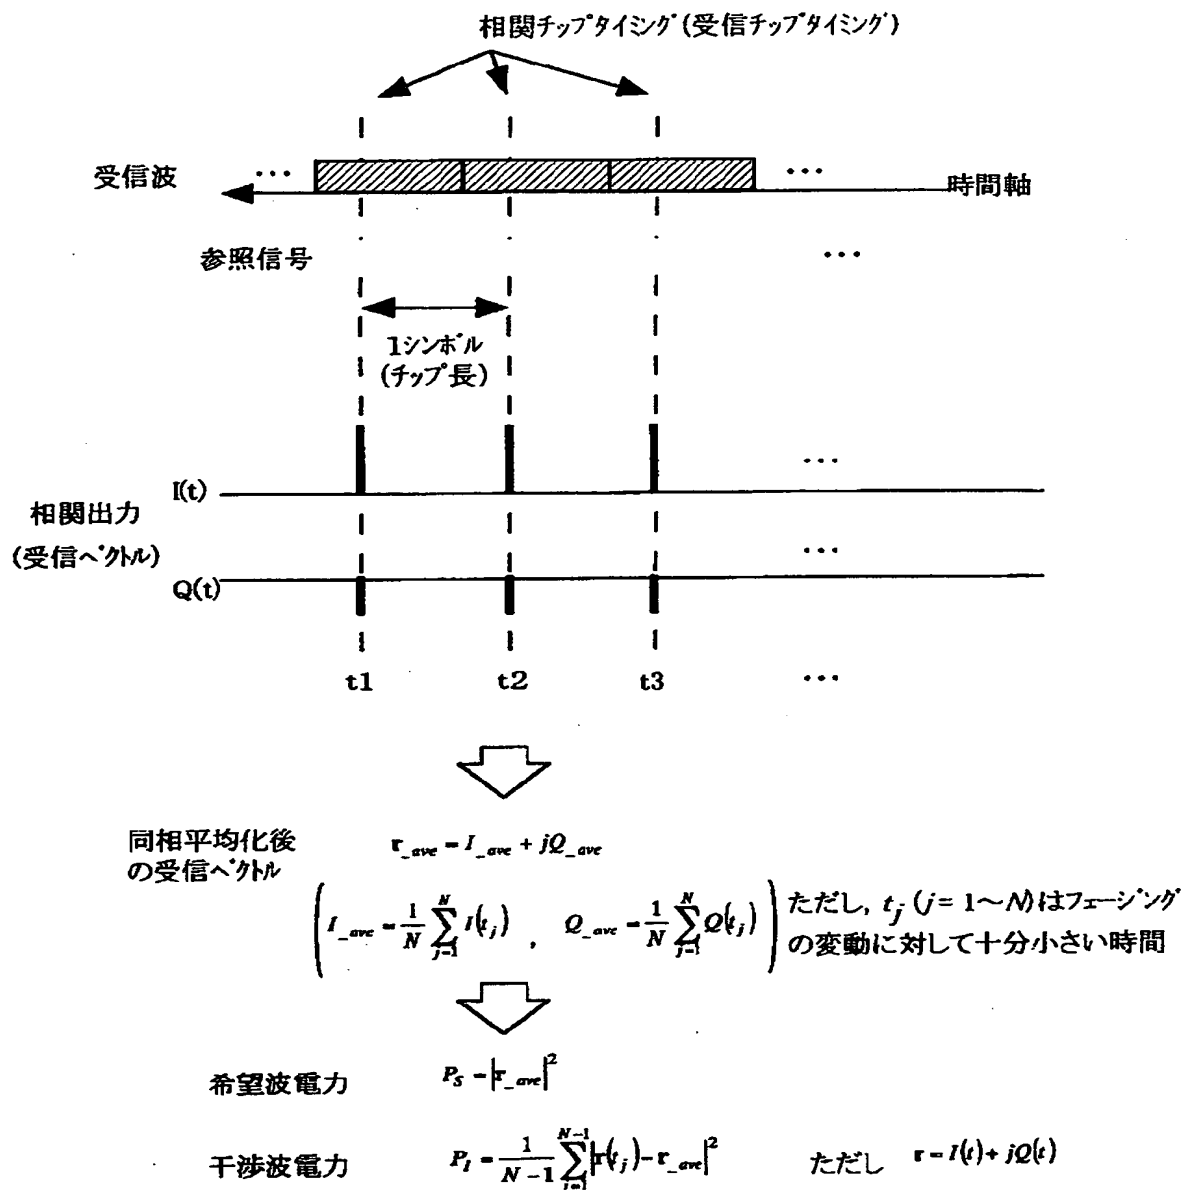 相関チップタイミング(受信チップタイミング)
受信波 ・・・ ・・・ 時間軸
参照信号 ・・・
1シンボル
(チップ長)
・・・
I(t)
相関出力
(受信ベクトル)
・・・
Q(t)
t1 t2 t3 ・・・
同相平均化後
の受信ベクトル
r_ave = I_ave + jQ_ave
( I_ave = 1/N ∑_{j=1}^{N} I(t_j) , Q_ave = 1/N ∑_{j=1}^{N} Q(t_j) )
ただし, t_j (j= 1~N)はフェージング
の変動に対して十分小さい時間
希望波電力 P_S = |r_ave|^2
干渉波電力 P_I = 1/(N-1) ∑_{j=1}^{N-1} |r(t_j) - r_ave|^2 ただし r = I(t) + jQ(t)